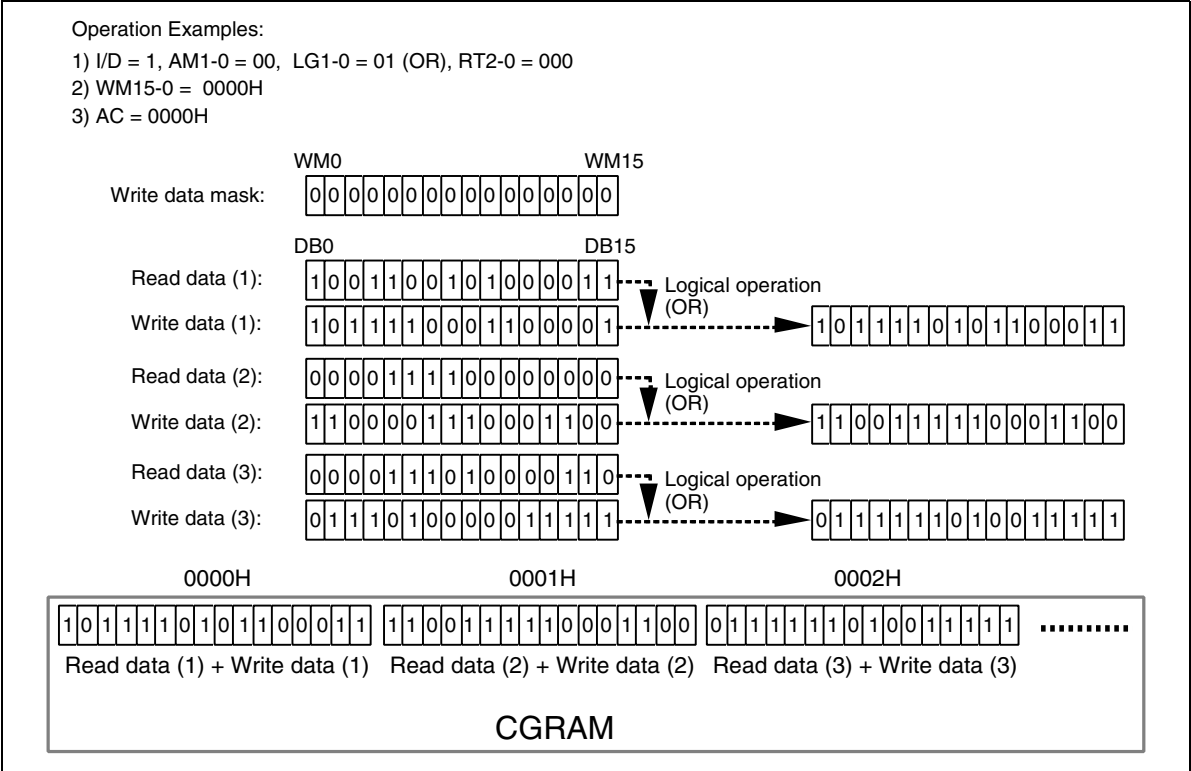 Operation Examples:
1) I/D = 1, AM1-0 = 00, LG1-0 = 01 (OR), RT2-0 = 000
2) WM15-0 = 0000H
3) AC = 0000H
WM0 WM15
Write data mask: 0 0 0 0 0 0 0 0 0 0 0 0 0 0 0 0
DB0 DB15
Read data (1): 1 0 0 1 1 0 0 1 0 1 0 0 0 0 1 1 Logical operation
(OR)
Write data (1): 1 0 1 1 1 1 0 0 0 1 1 0 0 0 0 1 1 0 1 1 1 1 0 1 0 1 1 0 0 0 1 1
Read data (2): 0 0 0 0 1 1 1 1 0 0 0 0 0 0 0 0 Logical operation
(OR)
Write data (2): 1 1 0 0 0 0 1 1 1 0 0 0 1 1 0 0 1 1 0 0 1 1 1 1 1 0 0 0 1 1 0 0
Read data (3): 0 0 0 0 1 1 1 0 1 0 0 0 0 1 1 0 Logical operation
(OR)
Write data (3): 0 1 1 1 0 1 0 0 0 0 0 1 1 1 1 1 0 1 1 1 1 1 1 0 1 0 0 1 1 1 1 1
0000H 0001H 0002H
1 0 1 1 1 1 0 1 0 1 1 0 0 0 1 1 1 1 0 0 1 1 1 1 1 0 0 0 1 1 0 0 0 1 1 1 1 1 1 0 1 0 0 1 1 1 1 1
Read data (1) + Write data (1) Read data (2) + Write data (2) Read data (3) + Write data (3)
CGRAM